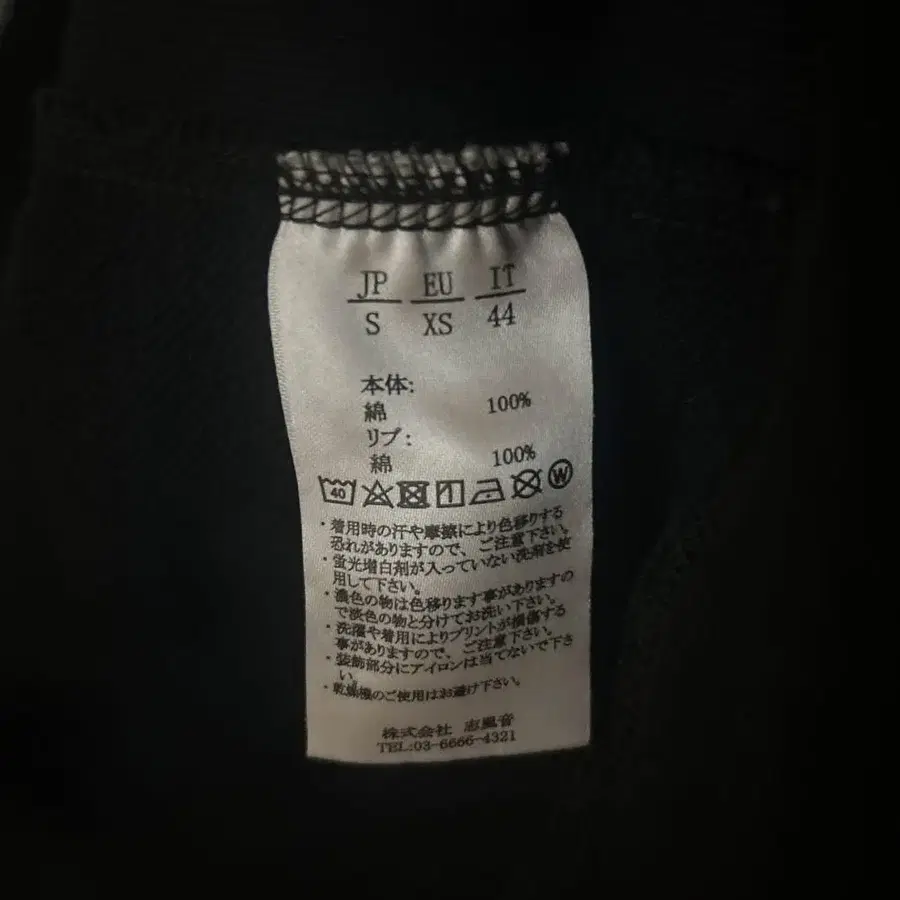 JP EU IT
S XS 44
本体:
綿 100%
リブ:
綿 100%
40 W
・着用時の汗や摩擦により色移りする
恐れがありますので、ご注意下さい。
・蛍光増白剤が入っていない洗剤を使
用して下さい。
・濃色の物は色移ります事がありますの
で淡色の物と分けてお洗い下さい。
・洗濯や着用によりプリントが損傷する
事がありますので、ご注意下さい。
・装飾部分にアイロンは当てないで下さ
い。
・乾燥機のご使用はお避け下さい。
株式会社 志風音
TEL:03-6666-4321